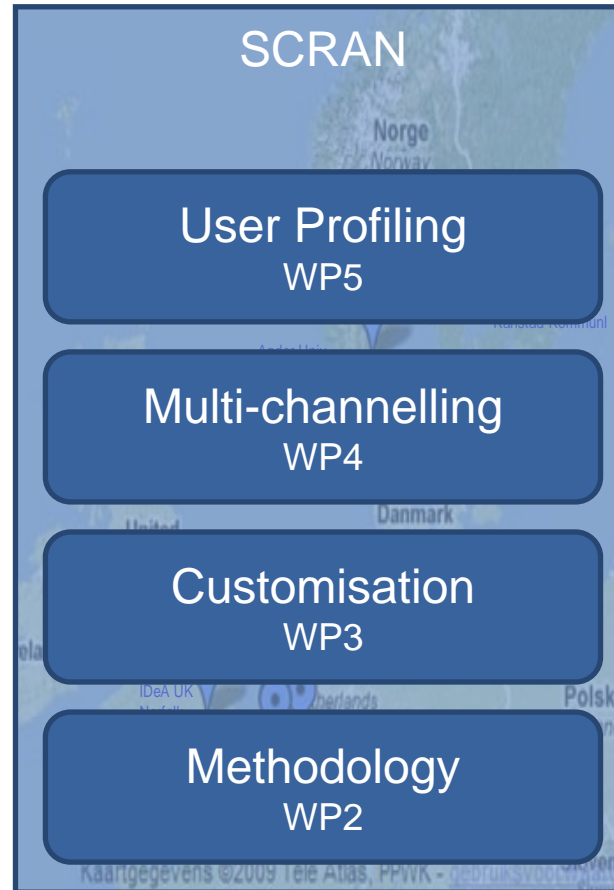 SCRAN
Norge
Norway
User Profiling
WP5
Multi-channelling
WP4
Danmark
United
Customisation
WP3
IDeA UK
Polsk
Methodology
WP2
Kaartgegevens ©2009 Tele Atlas, PPWK -